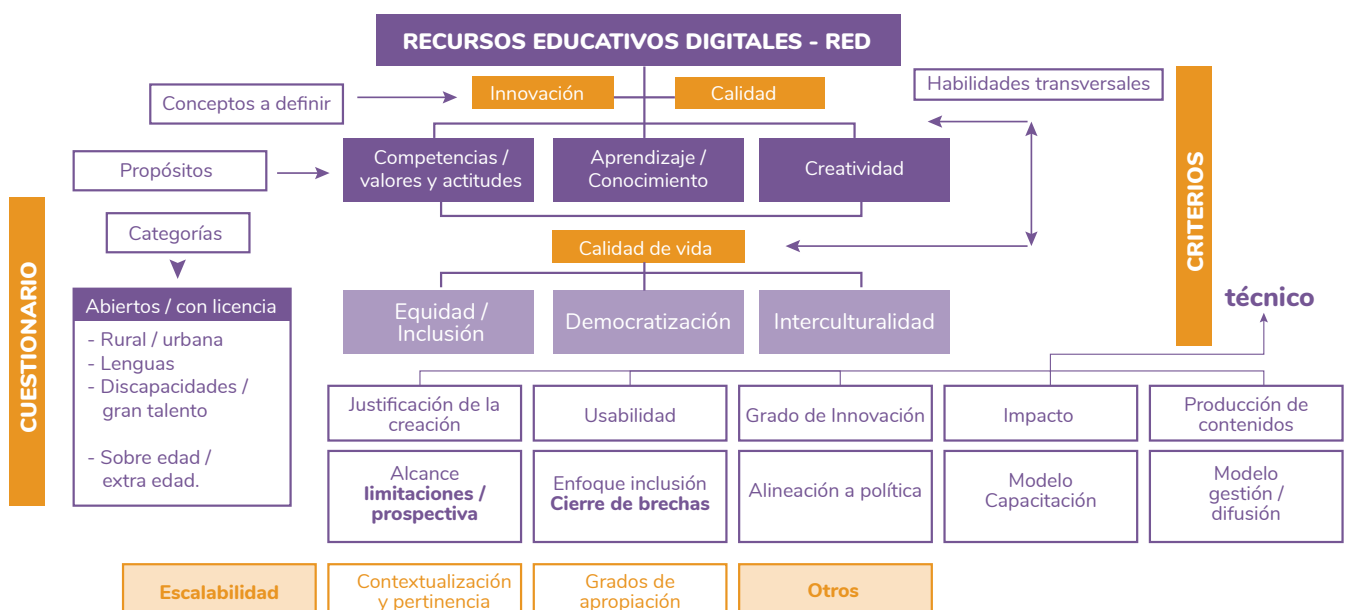 RECURSOS EDUCATIVOS DIGITALES - RED
Conceptos a definir
Innovación
Calidad
Habilidades transversales
Propósitos
Competencias /
valores y actitudes
Aprendizaje /
Conocimiento
Creatividad
CRITERIOS
CUESTIONARIO
Categorías
Calidad de vida
Abiertos / con licencia
- Rural / urbana
- Lenguas
- Discapacidades /
gran talento
- Sobre edad /
extra edad.
Equidad /
Inclusión
Democratización
Interculturalidad
técnico
Justificación de la
creación
Usabilidad
Grado de Innovación
Impacto
Producción de
contenidos
Alcance
limitaciones /
prospectiva
Enfoque inclusión
Cierre de brechas
Alineación a política
Modelo
Capacitación
Modelo
gestión /
difusión
Escalabilidad
Contextualización
y pertinencia
Grados de
apropiación
Otros